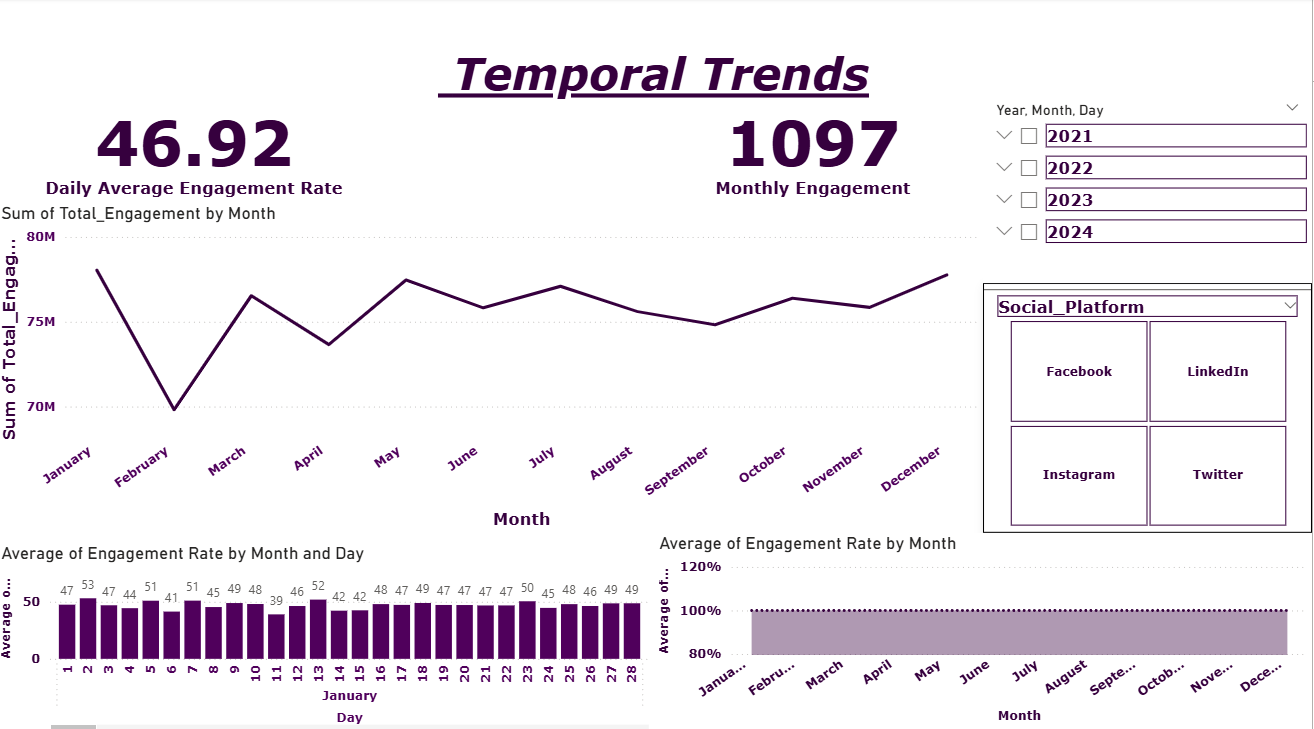 Temporal Trends
46.92
Daily Average Engagement Rate
1097
Monthly Engagement
Year, Month, Day
2021
2022
2023
2024
Sum of Total_Engagement by Month
Sum of Total_Engag...
80M
75M
70M
January
February
March
April
May
June
July
August
September
October
November
December
Month
Social_Platform
Facebook
LinkedIn
Instagram
Twitter
Average of Engagement Rate by Month and Day
Average o...
50
0
47 53 47 44 51 41 51 45 49 48 39 46 52 42 42 48 47 49 47 47 47 47 50 45 48 46 49 49
1 2 3 4 5 6 7 8 9 10 11 12 13 14 15 16 17 18 19 20 21 22 23 24 25 26 27 28
January
Day
Average of Engagement Rate by Month
Average of...
120%
100%
80%
Janua...
Febru...
March
April
May
June
July
August
Septe...
Octob...
Nove...
Dece...
Month